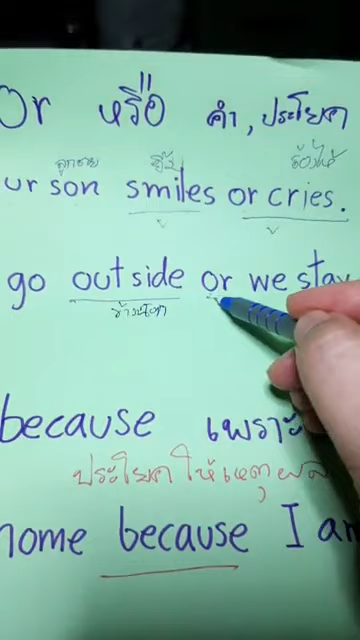 Or หรือ คำ, ประโยค
ลูกชาย ยิ้ม ร้องไห้
ur son smiles or cries.
go outside or we stay
ข้างนอก
because เพราะ
ประโยค ให้เหตุผล
home because I am